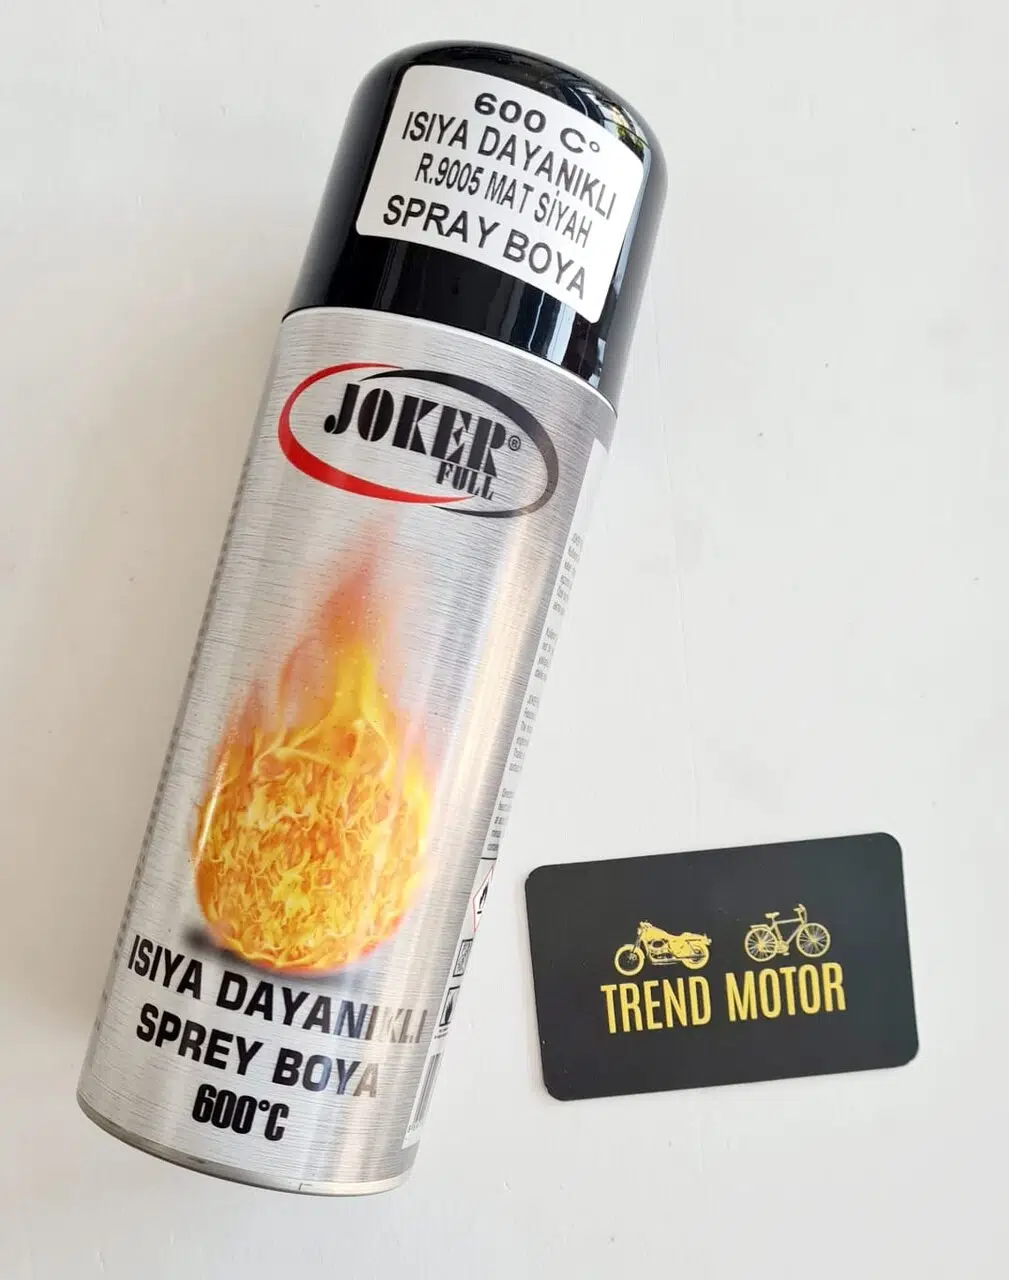 600 C°
ISIYA DAYANIKLI
R.9005 MAT SİYAH
SPRAY BOYA
JOKER®
FULL
ISIYA DAYANIKLI
SPREY BOYA
600°C
TREND MOTOR